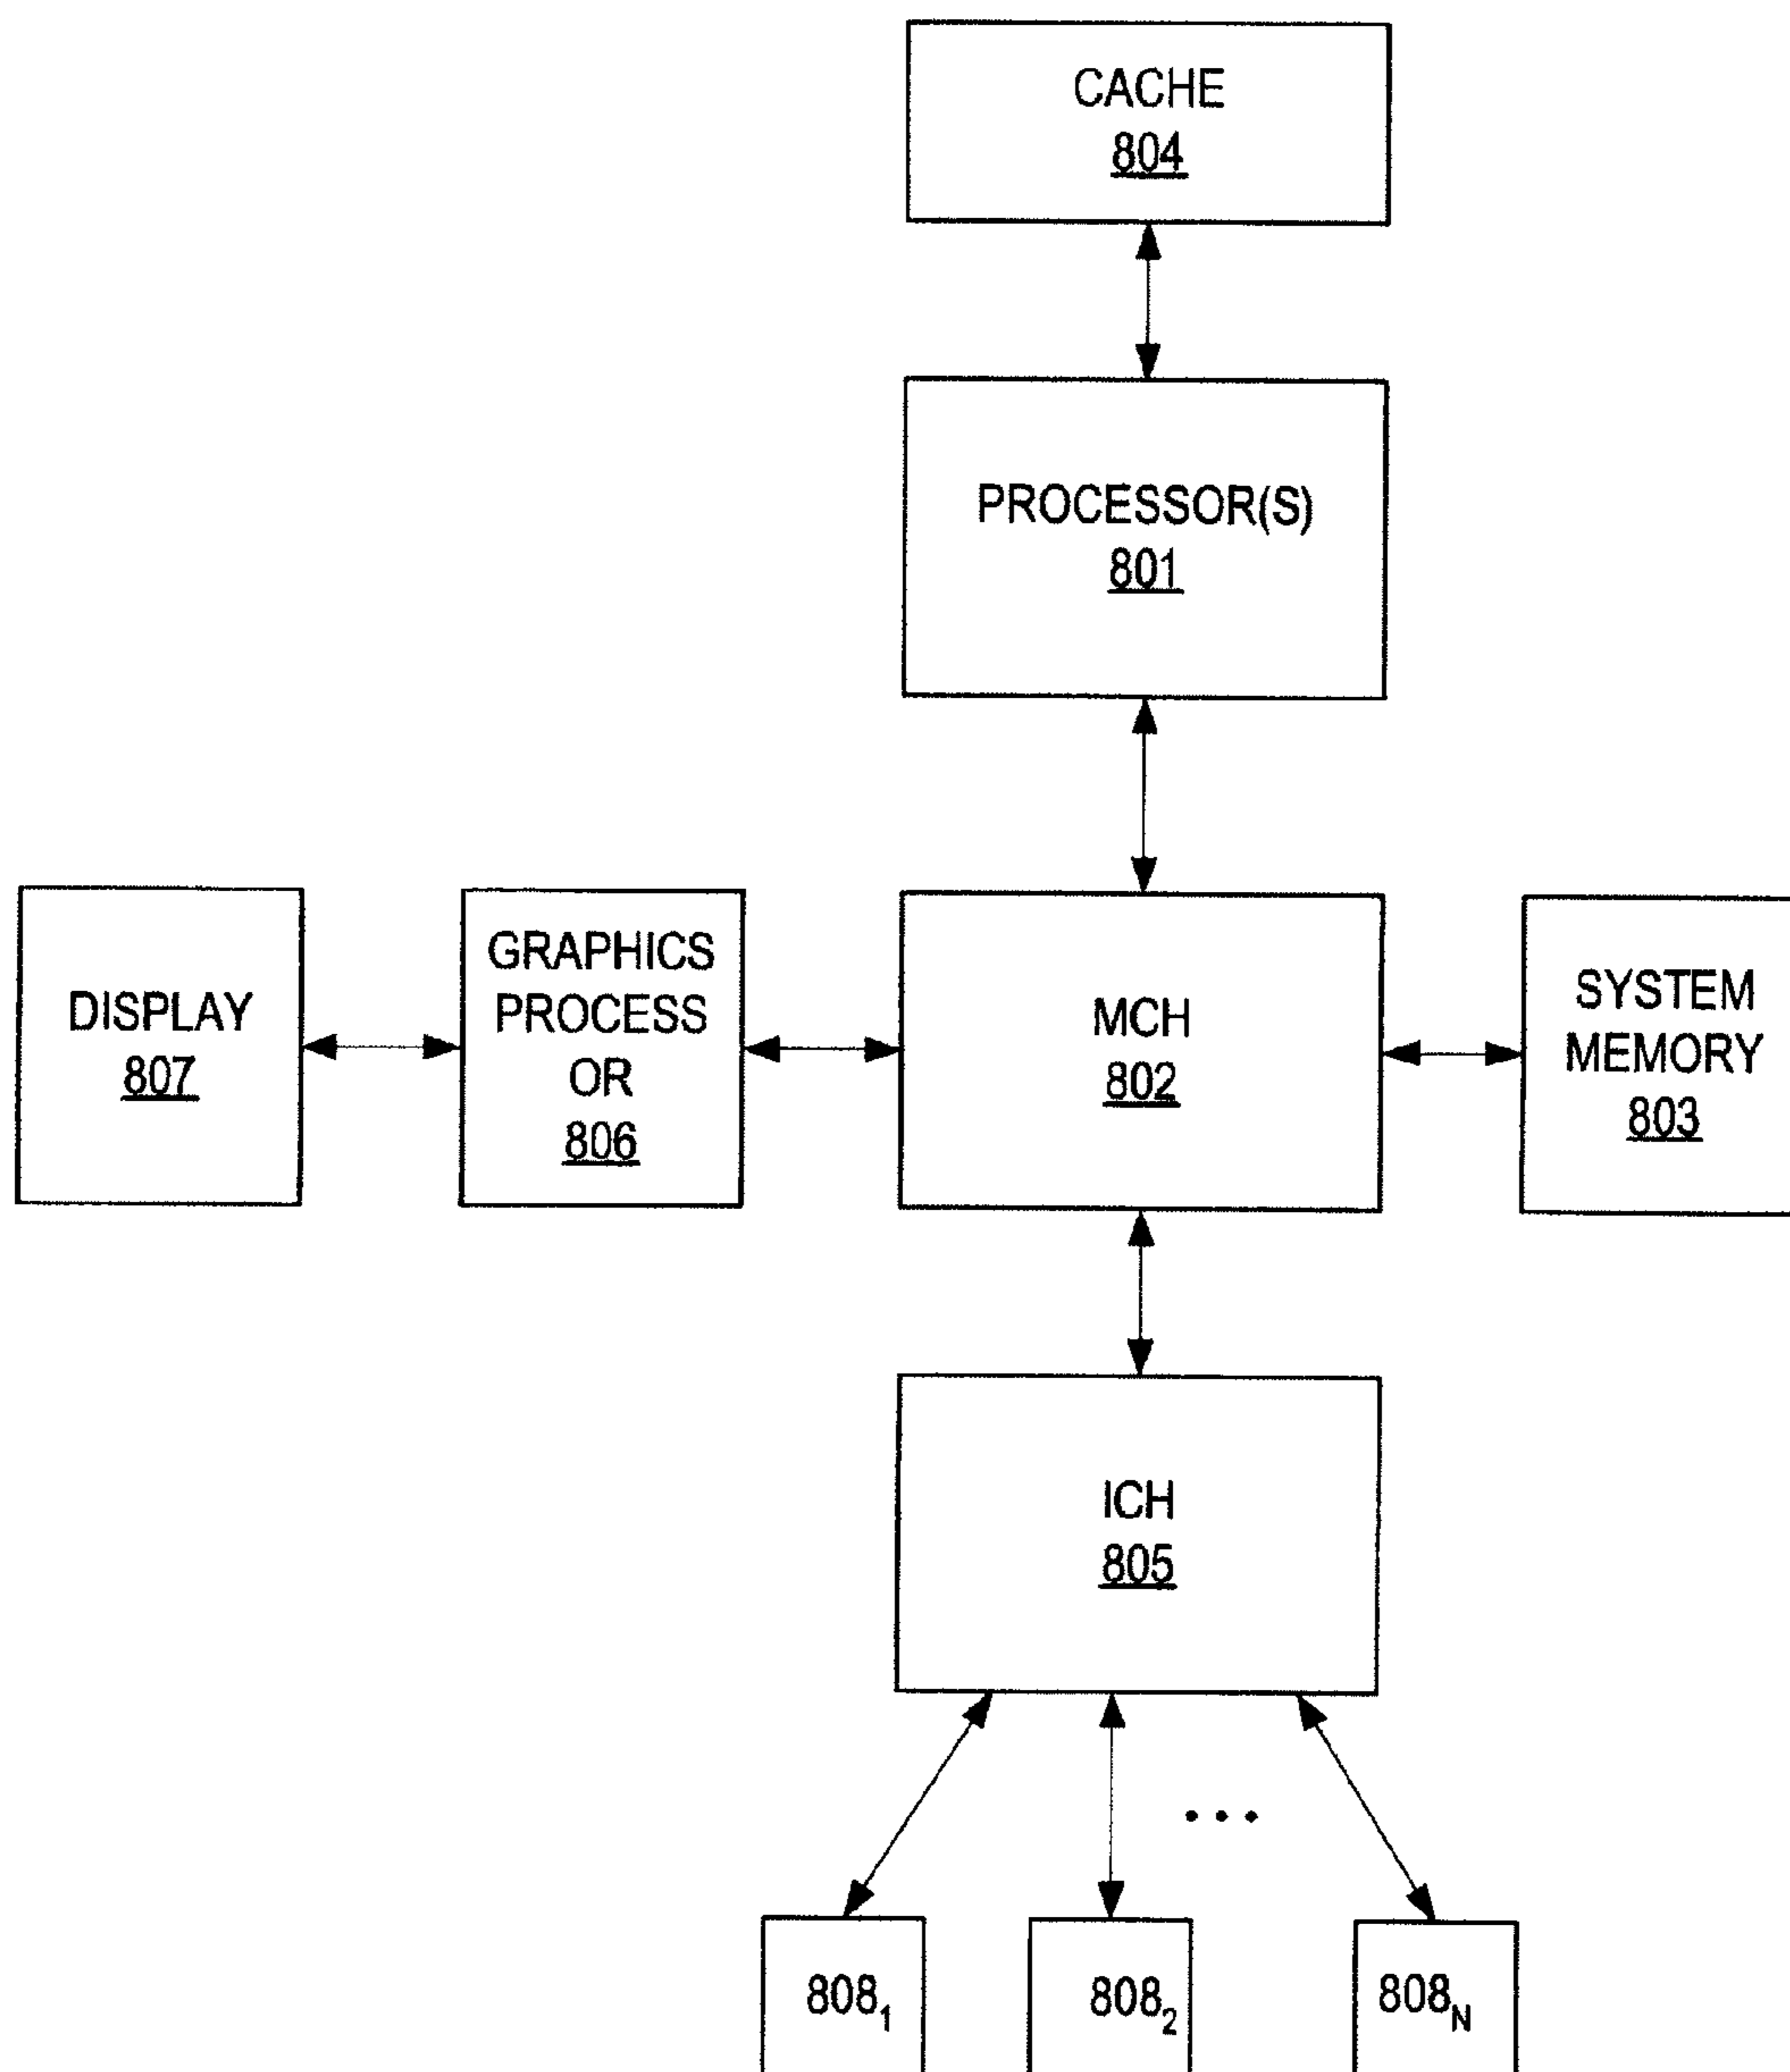 CACHE
804
PROCESSOR(S)
801
DISPLAY
807
GRAPHICS
PROCESS
OR
806
MCH
802
SYSTEM
MEMORY
803
ICH
805
...
808₁
808₂
808N